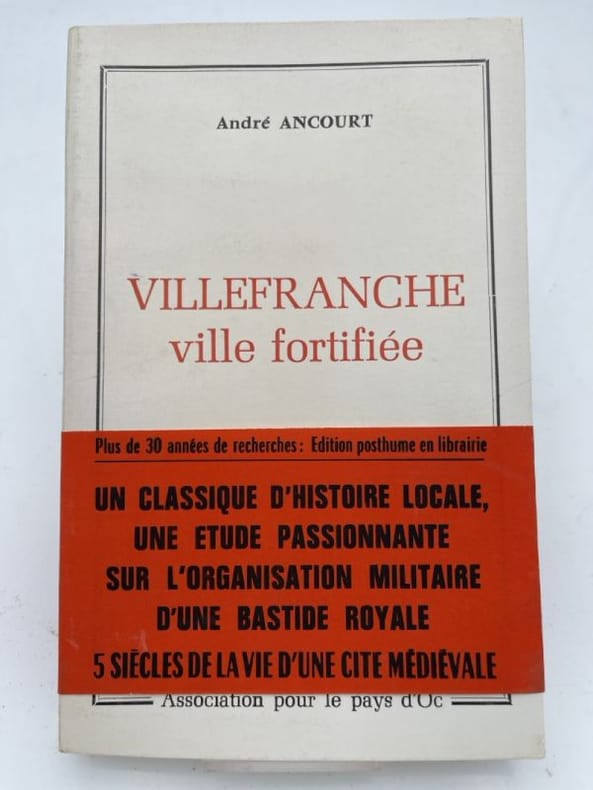 André ANCOURT
VILLEFRANCHE
ville fortifiée
Plus de 30 années de recherches : Edition posthume en librairie
UN CLASSIQUE D'HISTOIRE LOCALE,
UNE ETUDE PASSIONNANTE
SUR L'ORGANISATION MILITAIRE
D'UNE BASTIDE ROYALE
5 SIÈCLES DE LA VIE D'UNE CITE MÉDIÉVALE
Association pour le pays d'Oc